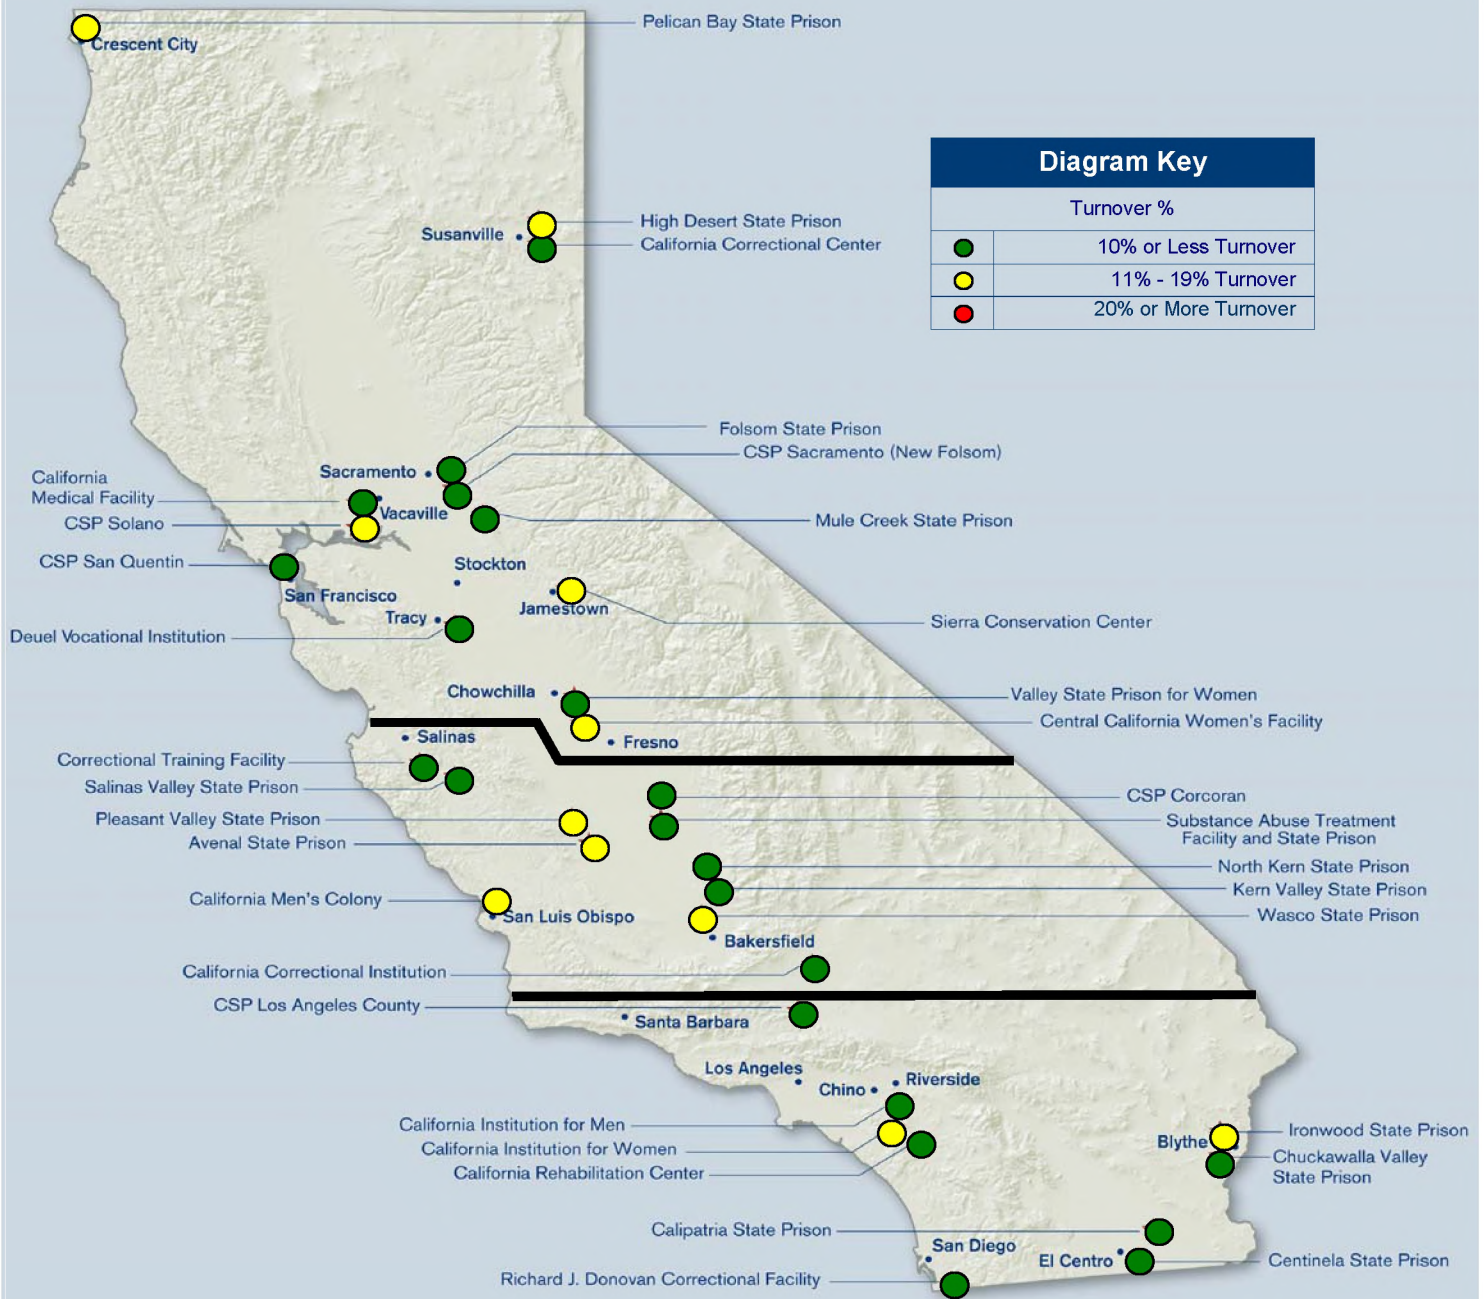 Pelican Bay State Prison
Crescent City
Diagram Key
Turnover %
10% or Less Turnover
11% - 19% Turnover
20% or More Turnover
High Desert State Prison
Susanville
California Correctional Center
Folsom State Prison
CSP Sacramento (New Folsom)
Sacramento
California
Medical Facility
Vacaville
CSP Solano
Mule Creek State Prison
CSP San Quentin
Stockton
San Francisco
Jamestown
Tracy
Sierra Conservation Center
Deuel Vocational Institution
Chowchilla
Valley State Prison for Women
Central California Women's Facility
Salinas
Fresno
Correctional Training Facility
Salinas Valley State Prison
CSP Corcoran
Pleasant Valley State Prison
Substance Abuse Treatment
Facility and State Prison
Avenal State Prison
North Kern State Prison
Kern Valley State Prison
California Men's Colony
San Luis Obispo
Wasco State Prison
Bakersfield
California Correctional Institution
CSP Los Angeles County
Santa Barbara
Los Angeles
Chino
Riverside
California Institution for Men
California Institution for Women
California Rehabilitation Center
Ironwood State Prison
Blythe
Chuckawalla Valley
State Prison
Calipatria State Prison
San Diego
El Centro
Centinela State Prison
Richard J. Donovan Correctional Facility